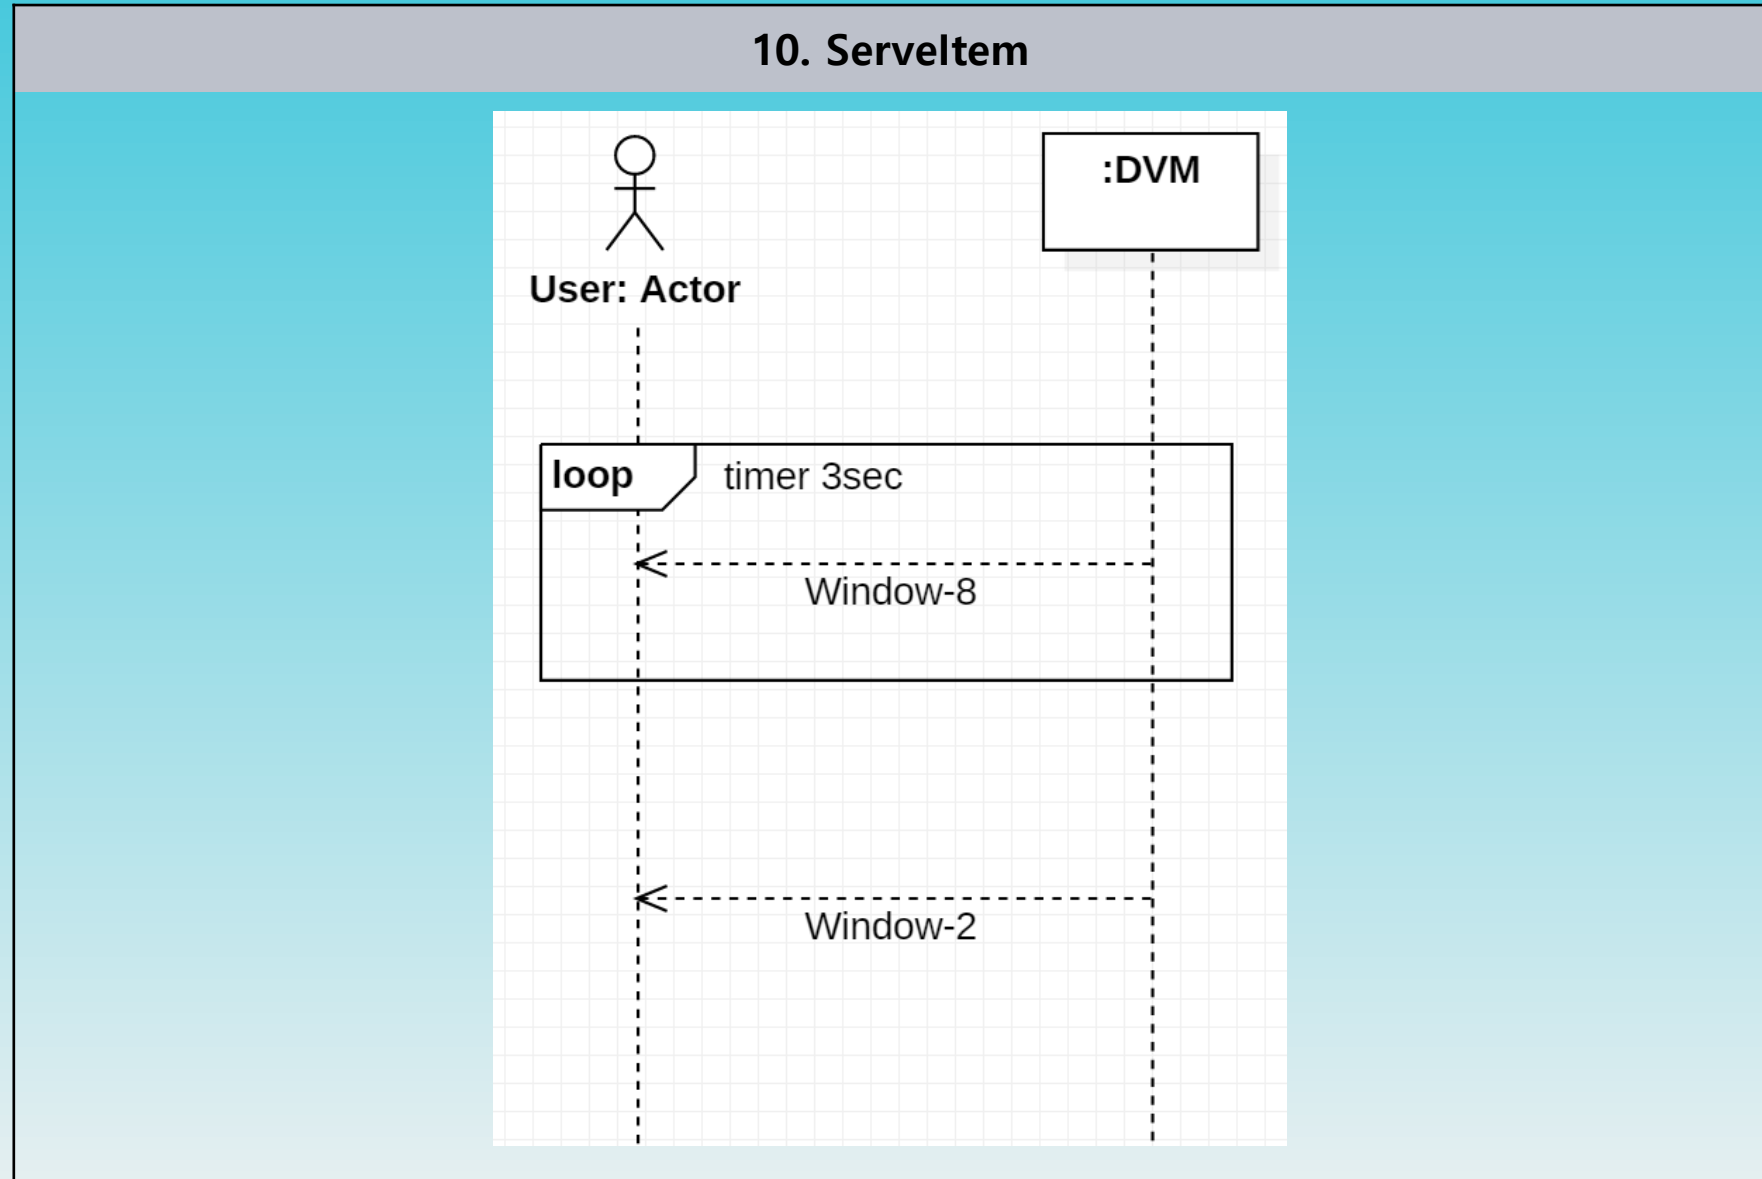 10. ServeItem
:DVM
User: Actor
loop
timer 3sec
Window-8
Window-2